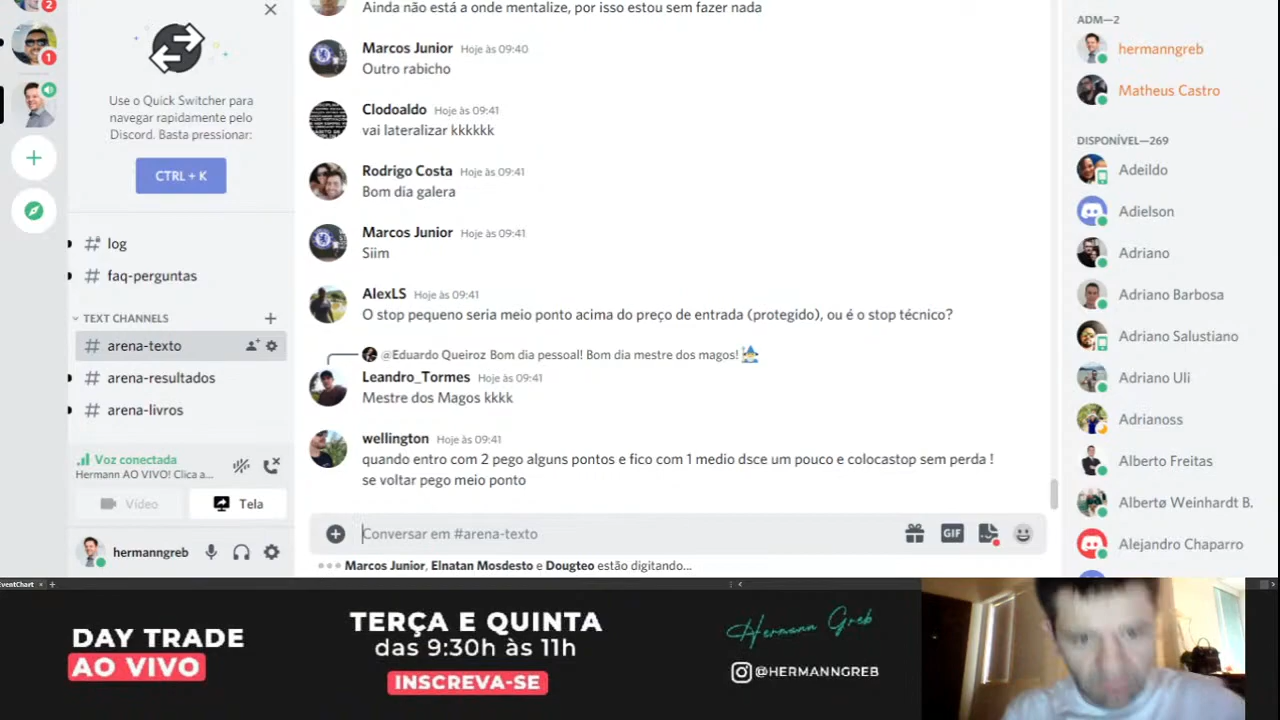 2
1
Use o Quick Switcher para
navegar rapidamente pelo
Discord. Basta pressionar:
CTRL + K
log
faq-perguntas
TEXT CHANNELS
arena-texto
arena-resultados
arena-livros
Voz conectada
Hermann AO VIVO! Clica a...
Vídeo
Tela
hermanngreb
Ainda não está a onde mentalize, por isso estou sem fazer nada
Marcos Junior Hoje às 09:40
Outro rabicho
Clodoaldo Hoje às 09:41
vai lateralizar kkkkkk
Rodrigo Costa Hoje às 09:41
Bom dia galera
Marcos Junior Hoje às 09:41
Siim
AlexLS Hoje às 09:41
O stop pequeno seria meio ponto acima do preço de entrada (protegido), ou é o stop técnico?
@Eduardo Queiroz Bom dia pessoal! Bom dia mestre dos magos!
Leandro_Tormes Hoje às 09:41
Mestre dos Magos kkkk
wellington Hoje às 09:41
quando entro com 2 pego alguns pontos e fico com 1 medio dsce um pouco e colocastop sem perda !
se voltar pego meio ponto
Conversar em #arena-texto
GIF
Marcos Junior, Elnatan Mosdesto e Dougteo estão digitando...
ADM—2
hermanngreb
Matheus Castro
DISPONÍVEL—269
Adeildo
Adielson
Adriano
Adriano Barbosa
Adriano Salustiano
Adriano Uli
Adrianoss
Alberto Freitas
Albertø Weinhardt B.
Alejandro Chaparro
EventChart
DAY TRADE
AO VIVO
TERÇA E QUINTA
das 9:30h às 11h
INSCREVA-SE
Hermann Greb
@HERMANNGREB